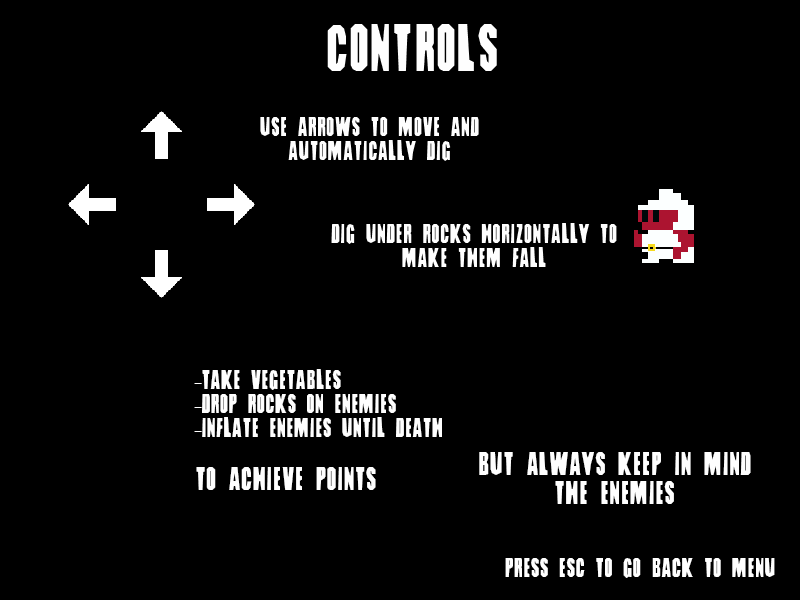 CONTROLS
USE ARROWS TO MOVE AND
AUTOMATICALLY DIG
DIG UNDER ROCKS HORIZONTALLY TO
MAKE THEM FALL
-TAKE VEGETABLES
-DROP ROCKS ON ENEMIES
-INFLATE ENEMIES UNTIL DEATH
TO ACHIEVE POINTS
BUT ALWAYS KEEP IN MIND
THE ENEMIES
PRESS ESC TO GO BACK TO MENU